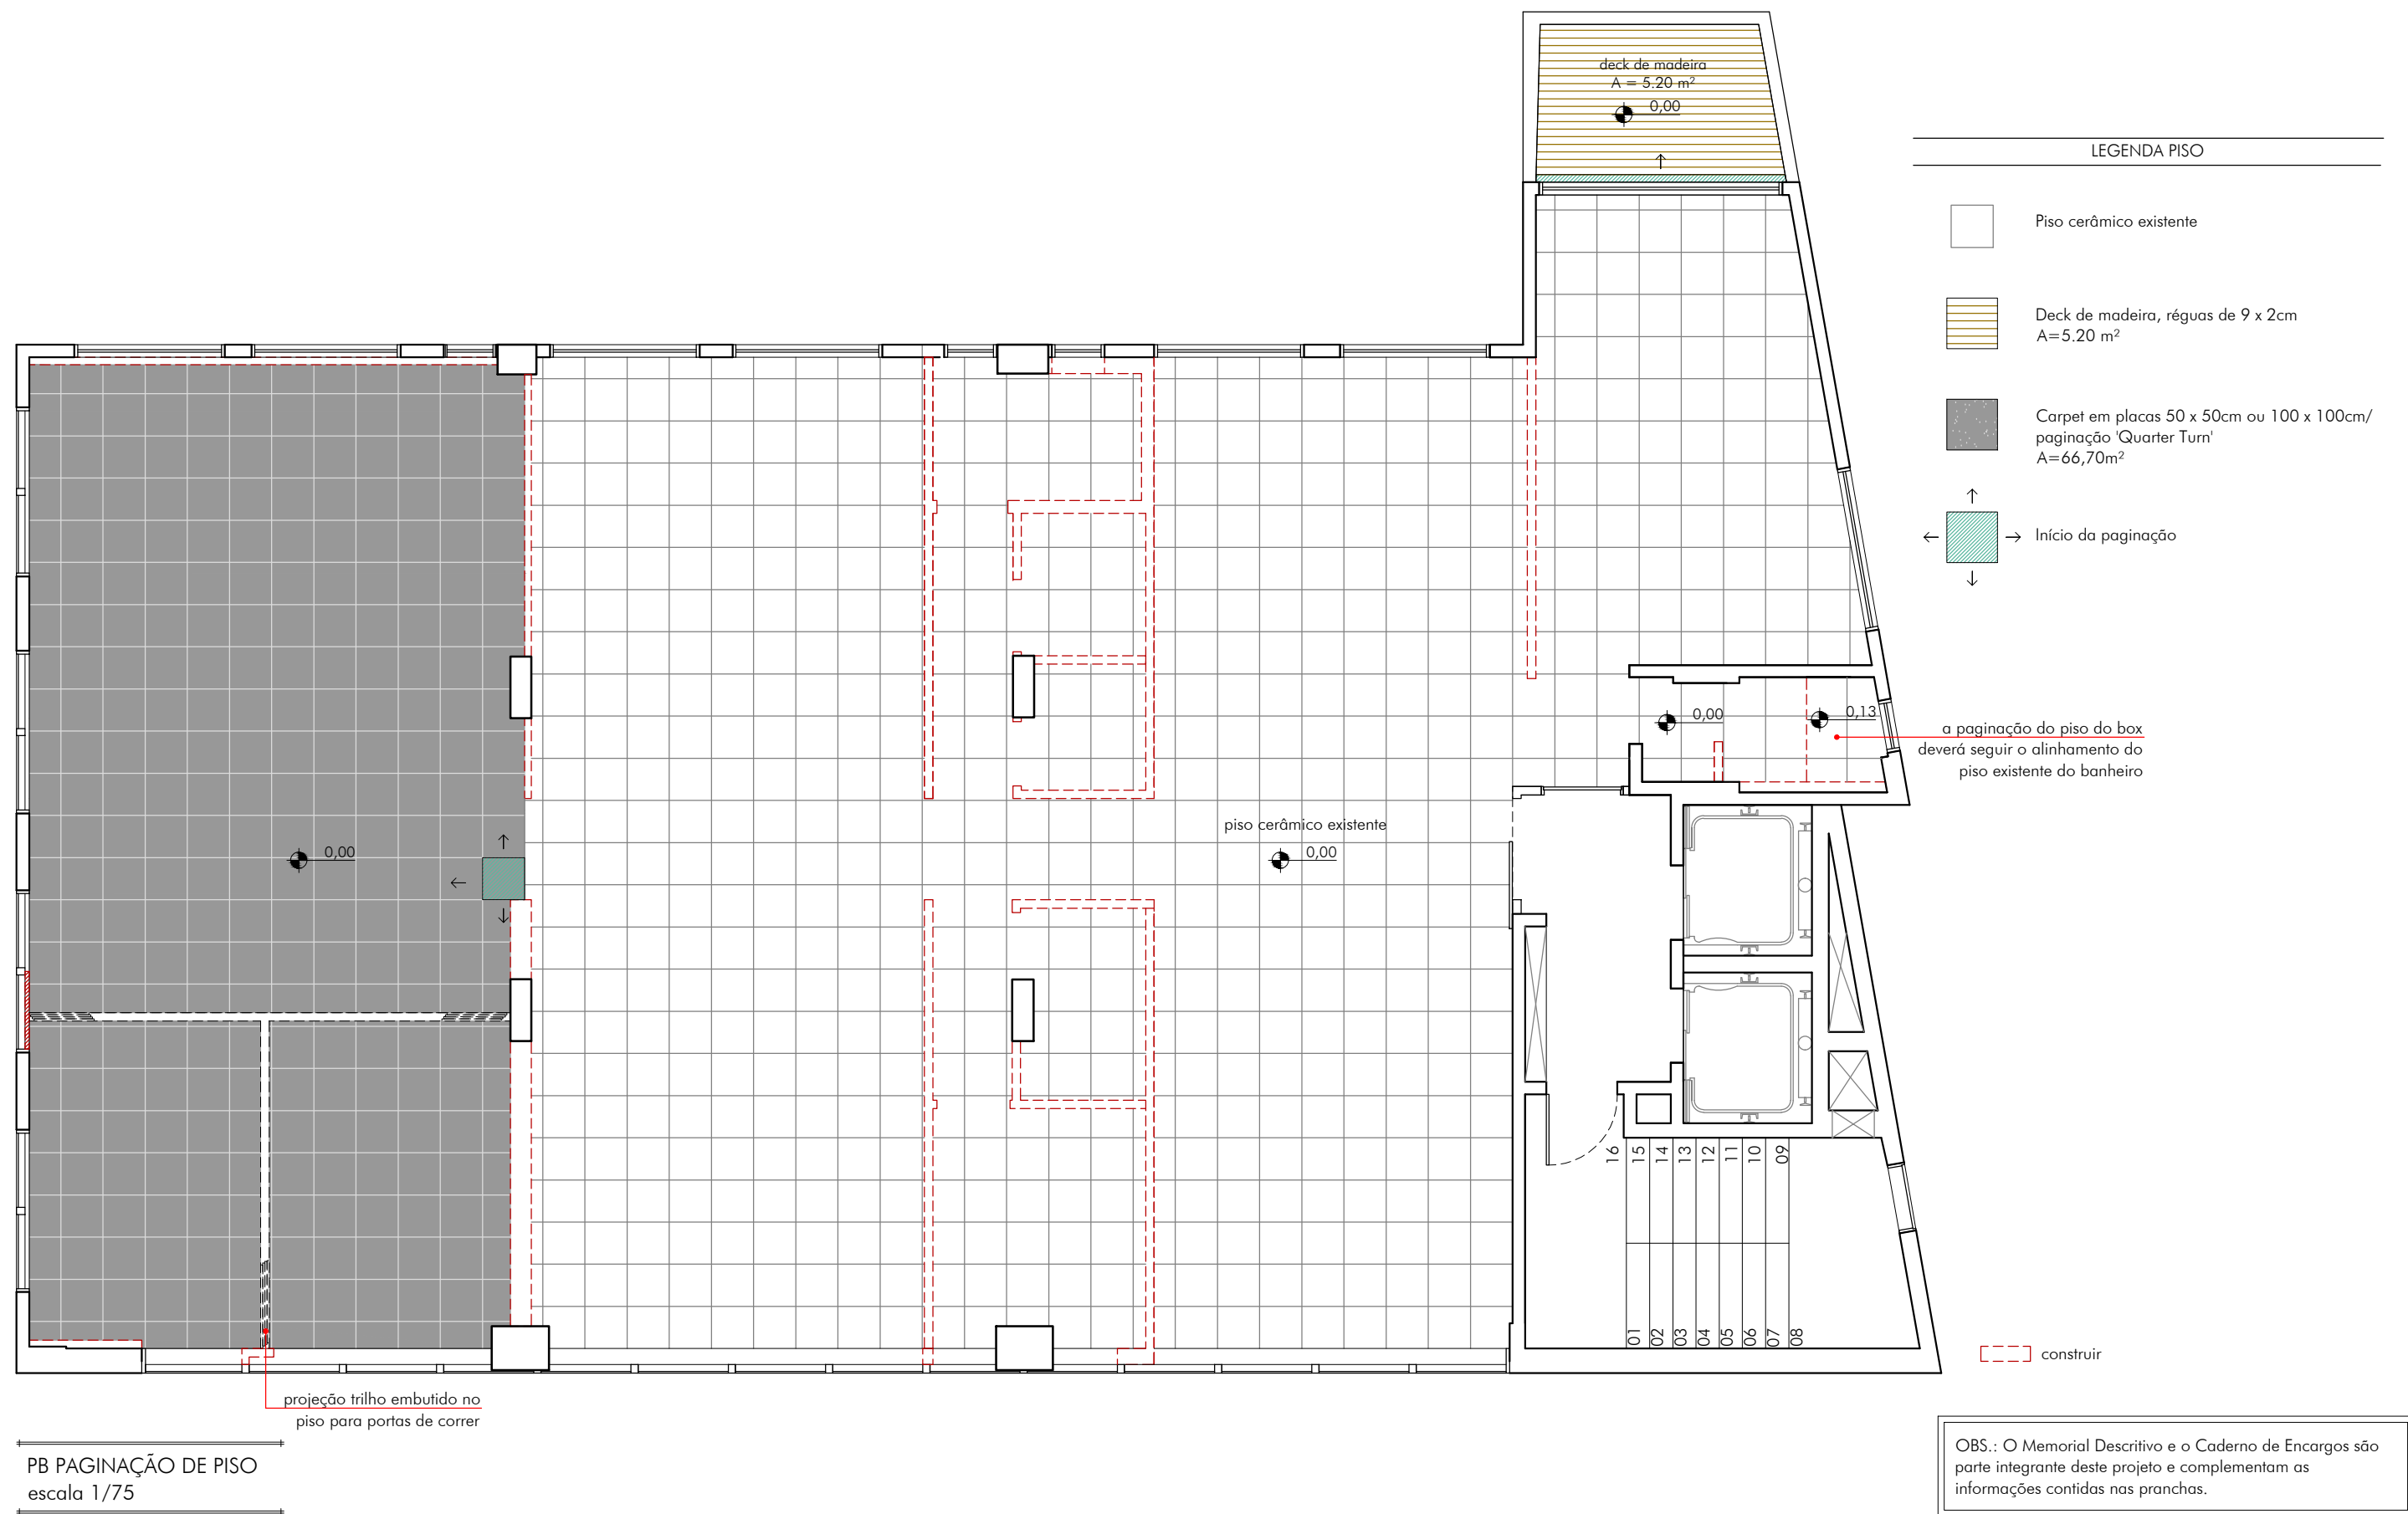 deck de madeira
A = 5.20 m²
0,00
LEGENDA PISO
Piso cerâmico existente
Deck de madeira, réguas de 9 x 2cm
A=5.20 m²
Carpet em placas 50 x 50cm ou 100 x 100cm/
paginação 'Quarter Turn'
A=66,70m²
Início da paginação
0,00
0,13
a paginação do piso do box
deverá seguir o alinhamento do
piso existente do banheiro
0,00
piso cerâmico existente
0,00
16
15
14
13
12
11
10
09
01
02
03
04
05
06
07
08
construir
projeção trilho embutido no
piso para portas de correr
PB PAGINAÇÃO DE PISO
escala 1/75
OBS.: O Memorial Descritivo e o Caderno de Encargos são
parte integrante deste projeto e complementam as
informações contidas nas pranchas.